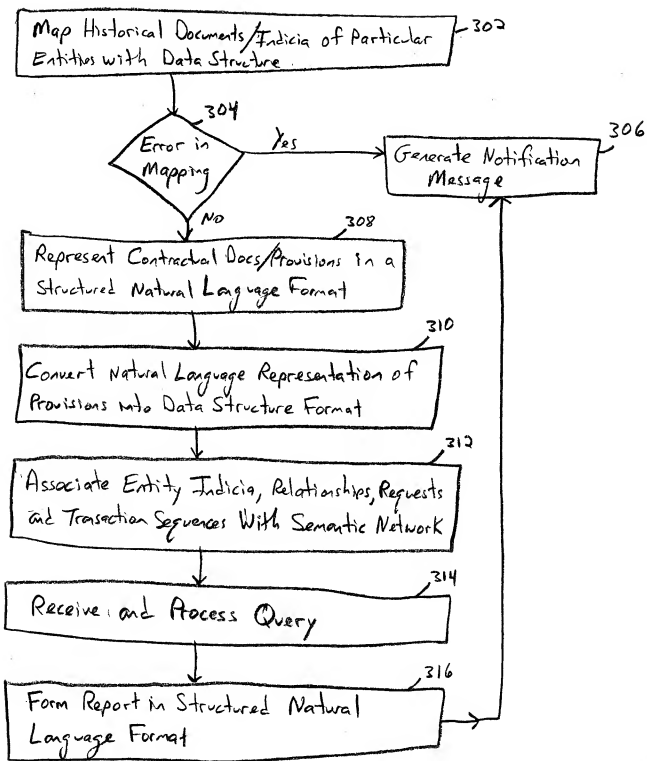 Map Historical Documents/Indicia of Particular
Entities with Data Structure
302
304
Error in
Mapping
Yes
306
Generate Notification
Message
No
308
Represent Contractual Docs/Provisions in a
Structured Natural Language Format
310
Convert Natural Language Representation of
Provisions into Data Structure Format
312
Associate Entity Indicia, Relationships, Requests
and Transaction Sequences With Semantic Network
314
Receive and Process Query
316
Form Report in Structured Natural
Language Format